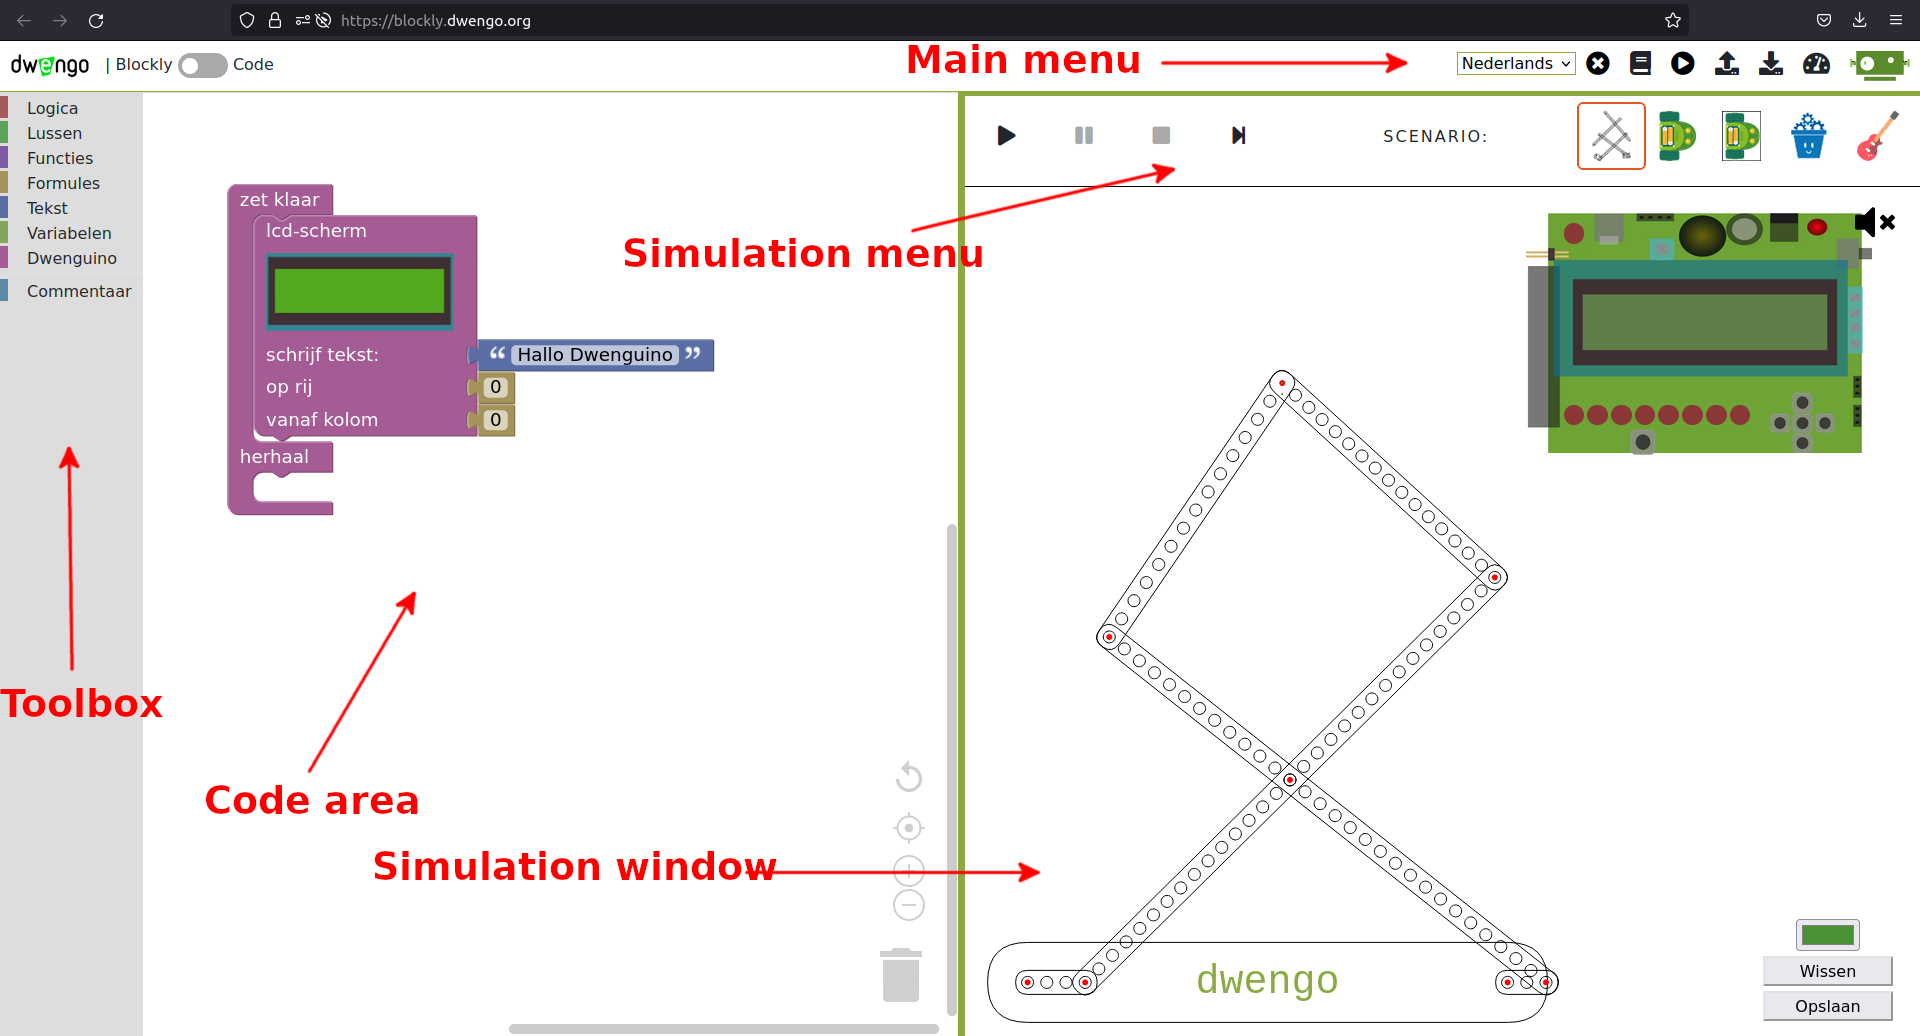 https://blockly.dwengo.org
dwengo | Blockly Code
Main menu
Nederlands
Logica
Lussen
Functies
Formules
Tekst
Variabelen
Dwenguino
Commentaar
SCENARIO:
Simulation menu
zet klaar
lcd-scherm
schrijf tekst: “ Hallo Dwenguino ”
op rij 0
vanaf kolom 0
herhaal
Toolbox
Code area
Simulation window
dwengo
Wissen
Opslaan